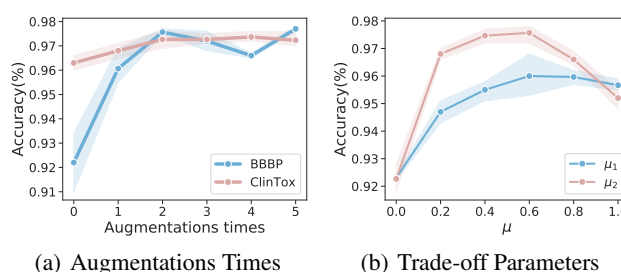 0.98
0.97
0.96
0.95
0.94
0.93
0.92
0.91
Accuracy(%)
0 1 2 3 4 5
Augmentations times
BBBP
ClinTox
(a) Augmentations Times
0.98
0.97
0.96
0.95
0.94
0.93
0.92
Accuracy(%)
0.0 0.2 0.4 0.6 0.8 1.0
μ
μ1
μ2
(b) Trade-off Parameters